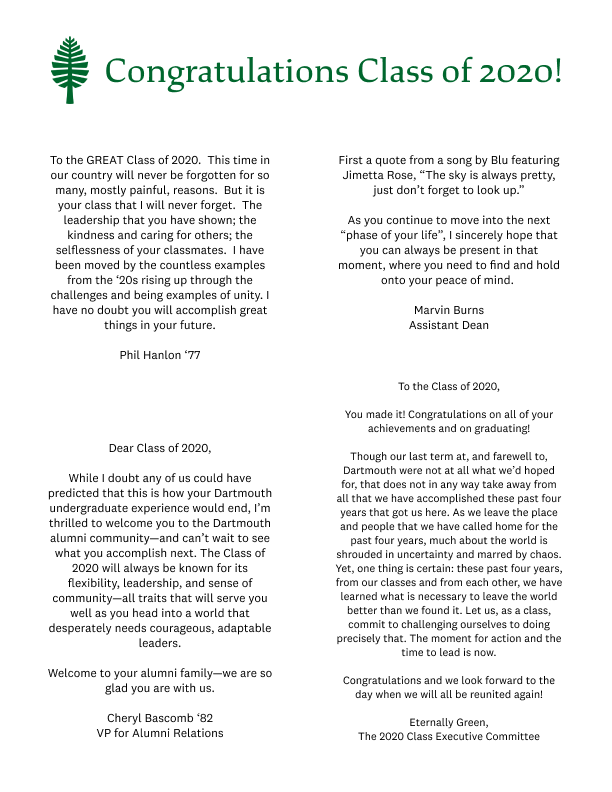 Congratulations Class of 2020!
To the GREAT Class of 2020.  This time in
our country will never be forgotten for so
many, mostly painful, reasons.  But it is
your class that I will never forget.  The
leadership that you have shown; the
kindness and caring for others; the
selflessness of your classmates.  I have
been moved by the countless examples
from the ‘20s rising up through the
challenges and being examples of unity. I
have no doubt you will accomplish great
things in your future.
Phil Hanlon ‘77
Dear Class of 2020,
While I doubt any of us could have
predicted that this is how your Dartmouth
undergraduate experience would end, I’m
thrilled to welcome you to the Dartmouth
alumni community—and can’t wait to see
what you accomplish next. The Class of
2020 will always be known for its
flexibility, leadership, and sense of
community—all traits that will serve you
well as you head into a world that
desperately needs courageous, adaptable
leaders.
Welcome to your alumni family—we are so
glad you are with us.
Cheryl Bascomb ‘82
VP for Alumni Relations
First a quote from a song by Blu featuring
Jimetta Rose, “The sky is always pretty,
just don’t forget to look up.”
As you continue to move into the next
“phase of your life”, I sincerely hope that
you can always be present in that
moment, where you need to find and hold
onto your peace of mind.
Marvin Burns
Assistant Dean
To the Class of 2020,
You made it! Congratulations on all of your
achievements and on graduating!
Though our last term at, and farewell to,
Dartmouth were not at all what we’d hoped
for, that does not in any way take away from
all that we have accomplished these past four
years that got us here. As we leave the place
and people that we have called home for the
past four years, much about the world is
shrouded in uncertainty and marred by chaos.
Yet, one thing is certain: these past four years,
from our classes and from each other, we have
learned what is necessary to leave the world
better than we found it. Let us, as a class,
commit to challenging ourselves to doing
precisely that. The moment for action and the
time to lead is now.
Congratulations and we look forward to the
day when we will all be reunited again!
Eternally Green,
The 2020 Class Executive Committee